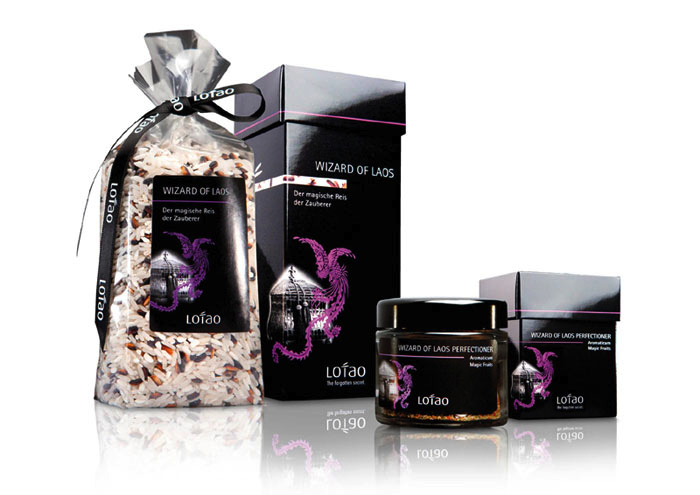 LOTao
LOTao
LOTao
WIZARD OF LAOS
Der magische Reis
der Zauberer
LOTao
WIZARD OF LAOS
Der magische Reis
der Zauberer
LOTao
The forgotten secret.
WIZARD OF LAOS PERFECTIONER
Aromaticum
Magic Fruits
LOTao
WIZARD OF LAOS PERFECTIONER
Aromaticum
Magic Fruits
LOTao
The forgotten secret.